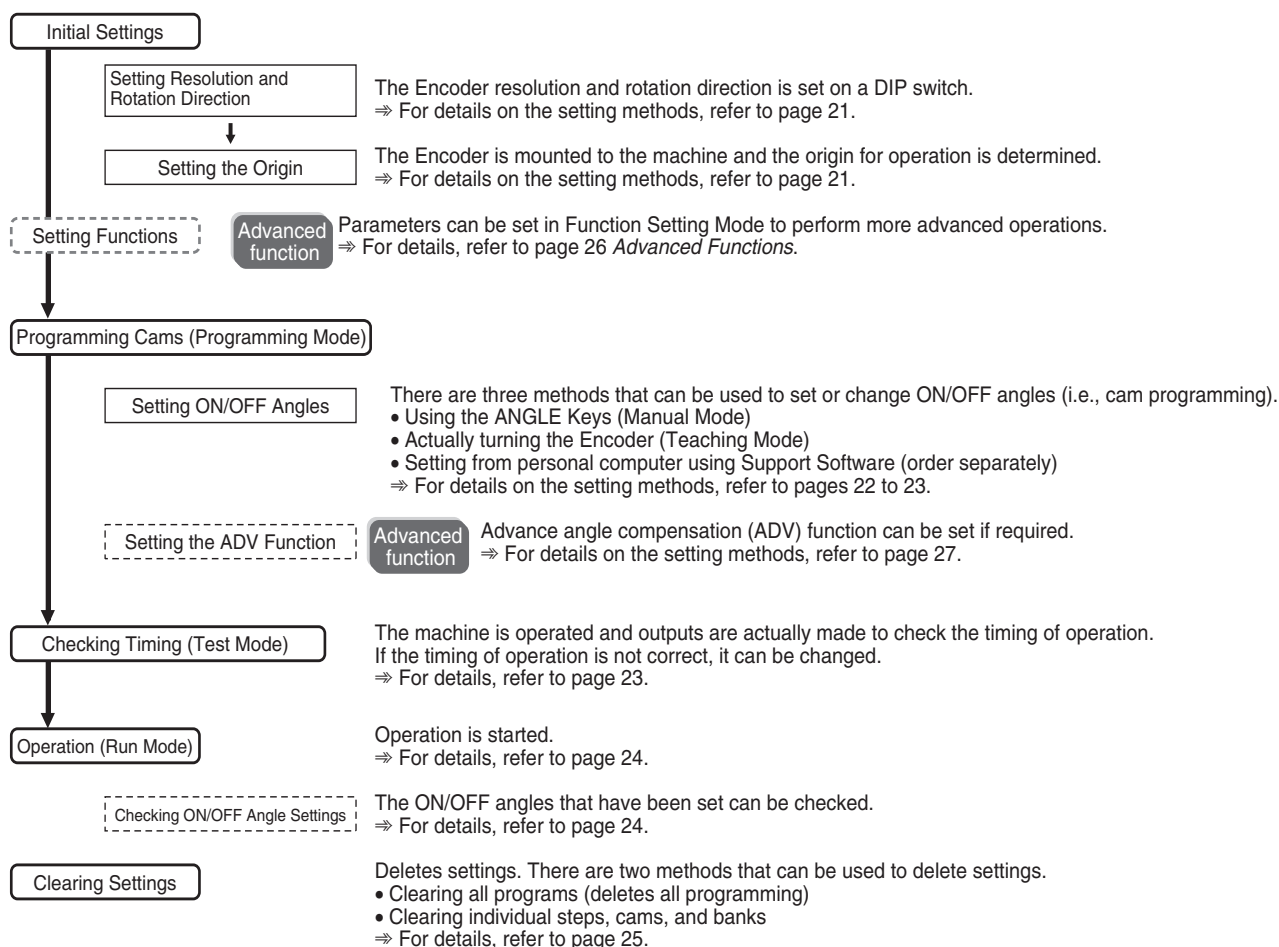 Initial Settings
Setting Resolution and
Rotation Direction
The Encoder resolution and rotation direction is set on a DIP switch.
⇒ For details on the setting methods, refer to page 21.
Setting the Origin
The Encoder is mounted to the machine and the origin for operation is determined.
⇒ For details on the setting methods, refer to page 21.
Setting Functions
Advanced
function
Parameters can be set in Function Setting Mode to perform more advanced operations.
⇒ For details, refer to page 26 Advanced Functions.
Programming Cams (Programming Mode)
Setting ON/OFF Angles
There are three methods that can be used to set or change ON/OFF angles (i.e., cam programming).
• Using the ANGLE Keys (Manual Mode)
• Actually turning the Encoder (Teaching Mode)
• Setting from personal computer using Support Software (order separately)
⇒ For details on the setting methods, refer to pages 22 to 23.
Setting the ADV Function
Advanced
function
Advance angle compensation (ADV) function can be set if required.
⇒ For details on the setting methods, refer to page 27.
Checking Timing (Test Mode)
The machine is operated and outputs are actually made to check the timing of operation.
If the timing of operation is not correct, it can be changed.
⇒ For details, refer to page 23.
Operation (Run Mode)
Operation is started.
⇒ For details, refer to page 24.
Checking ON/OFF Angle Settings
The ON/OFF angles that have been set can be checked.
⇒ For details, refer to page 24.
Clearing Settings
Deletes settings. There are two methods that can be used to delete settings.
• Clearing all programs (deletes all programming)
• Clearing individual steps, cams, and banks
⇒ For details, refer to page 25.